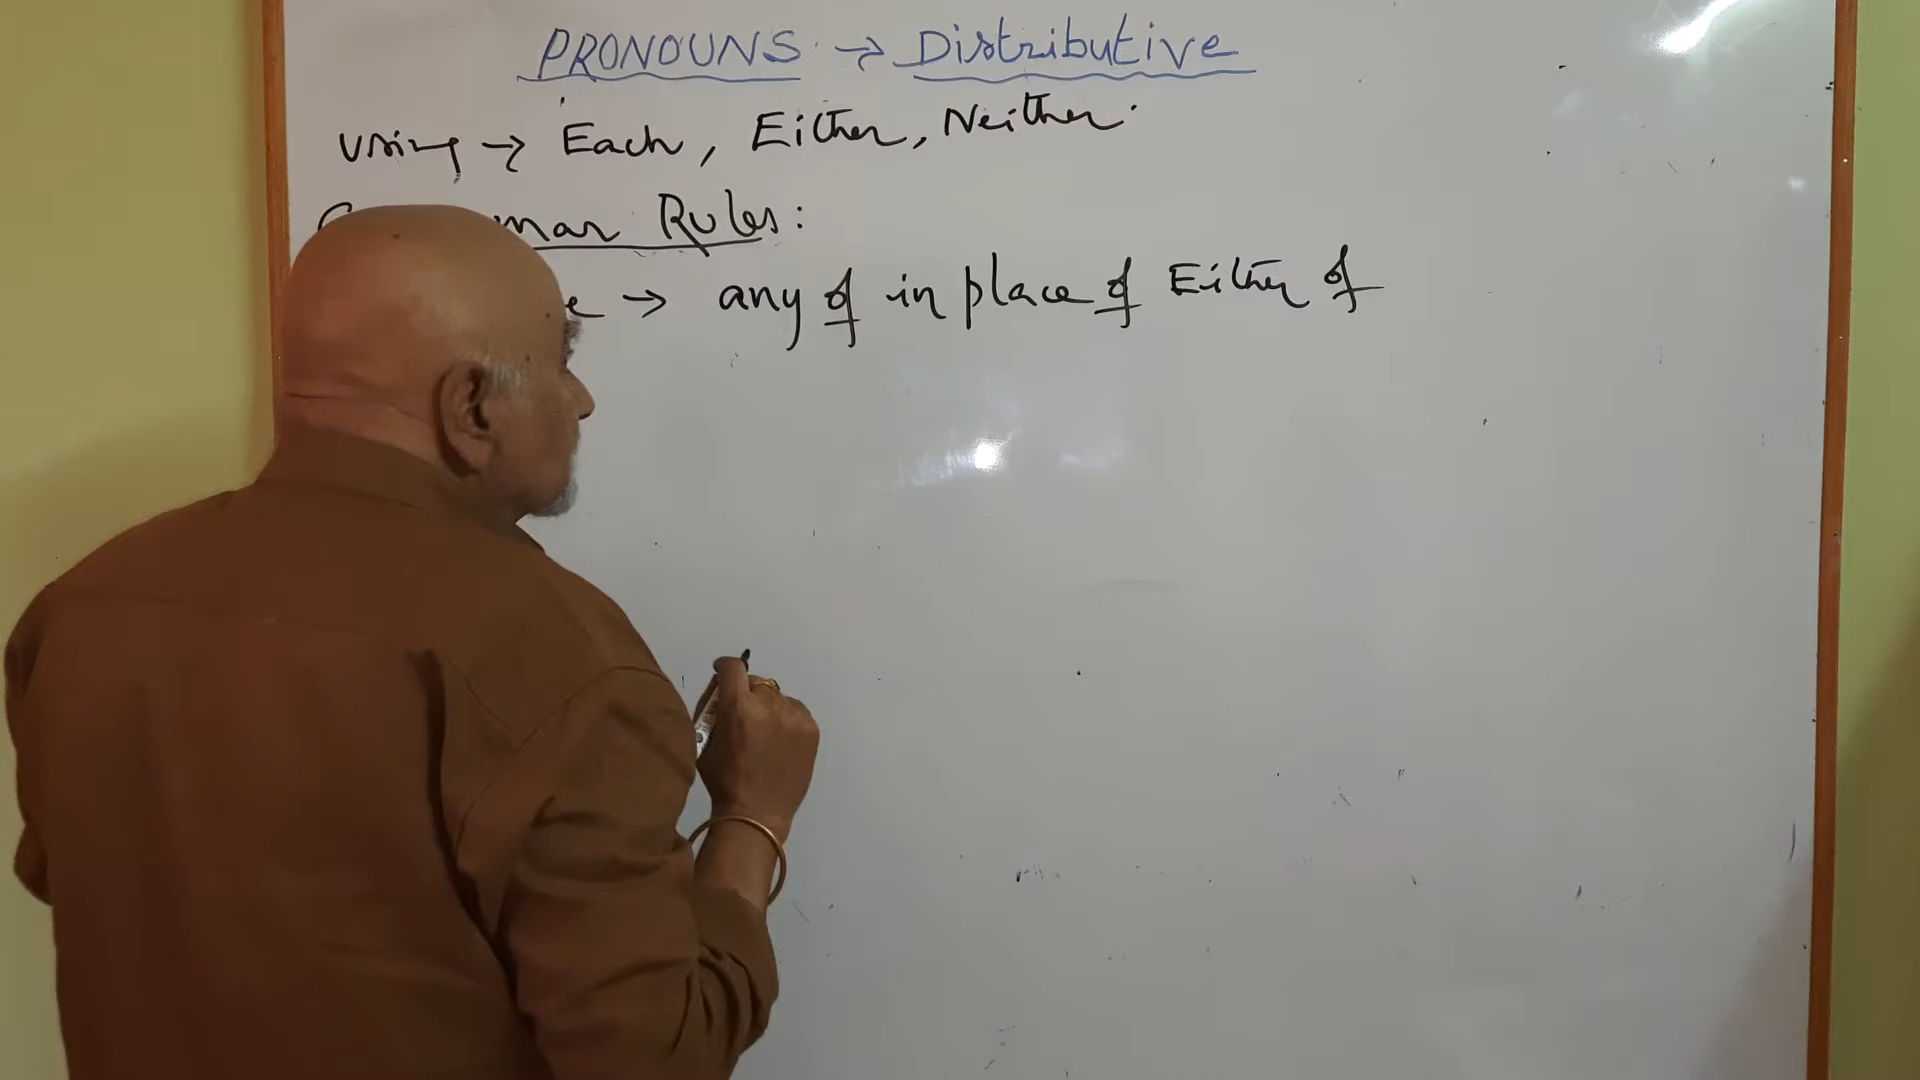 PRONOUNS → Distributive
Using → Each, Either, Neither.
Rules:
→ any of in place of Either of